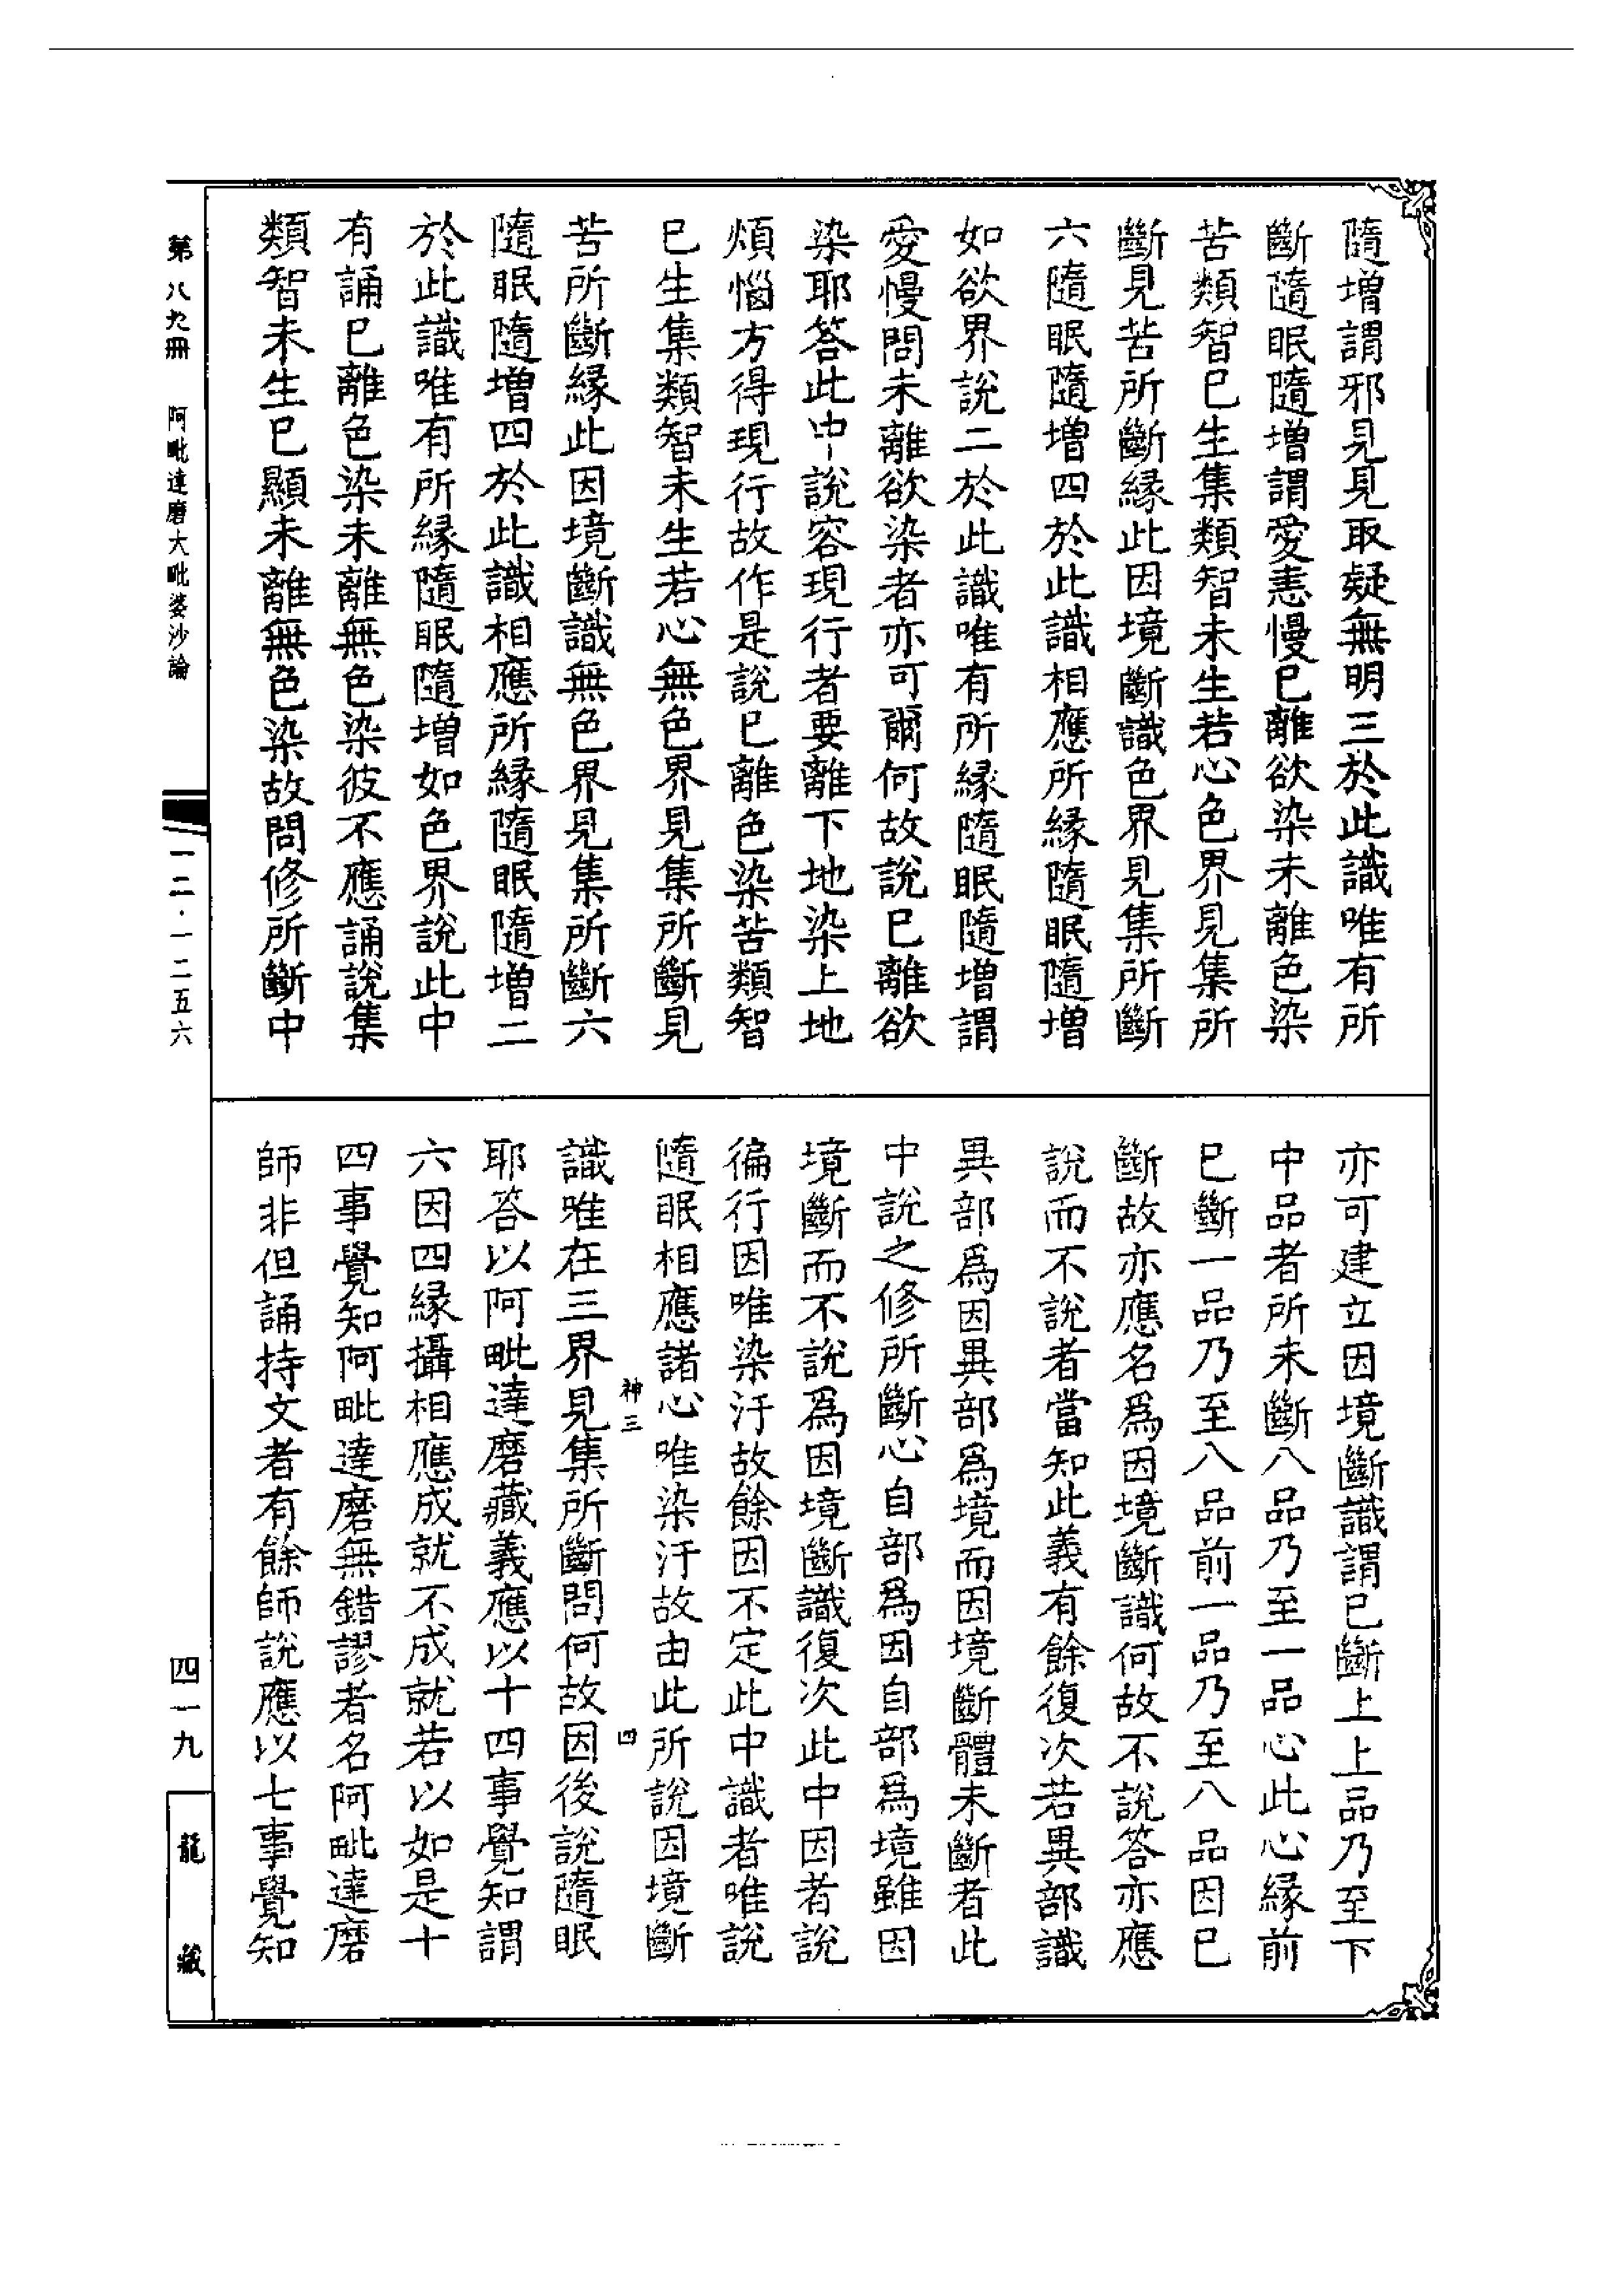 隨增謂邪見見取疑無明三於此識唯有所
斷隨眠隨增謂愛恚慢已離欲染未離色染
苦類智已生集類智未生若心色界見集所
斷見苦所斷緣此因境斷識色界見集所斷
六隨眠隨增四於此識相應所緣隨眠隨增
如欲界說二於此識唯有所緣隨眠隨增謂
愛慢問未離欲染者亦可爾何故說已離欲
染耶答此中說容現行者要離下地染上地
煩惱方得現行故作是說已離色染苦類智
已生集類智未生若心無色界見集所斷見
苦所斷緣此因境斷識無色界見集所斷六
隨眠隨增四於此識相應所緣隨眠隨增二
於此識唯有所緣隨眠隨增如色界說此中
有誦已離色染未離無色染彼不應誦說集
類智未生已顯未離無色染故問修所斷中
亦可建立因境斷識謂已斷上上品乃至下
中品者所未斷八品乃至一品心此心緣前
已斷一品乃至八品前一品乃至八品因已
斷故亦應名為因境斷識何故不說答亦應
說而不說者當知此義有餘復次若異部識
異部為因異部為境而因境斷體未斷者此
中說之修所斷心自部為因自部為境雖因
境斷而不說為因境斷識復次此中因者說
徧行因唯染汙故餘因不定此中識者唯說
隨眠相應諸心唯染汙故由此所說因境斷
神三 四
識唯在三界見集所斷問何故因後說隨眠
耶答以阿毗達磨藏義應以十四事覺知謂
六因四緣攝相應成就不成就若以如是十
四事覺知阿毗達磨無錯謬者名阿毗達磨
師非但誦持文者有餘師說應以七事覺知
第八九冊 阿毗達磨大毗婆沙論
一二·一二五六
四一九
龍藏